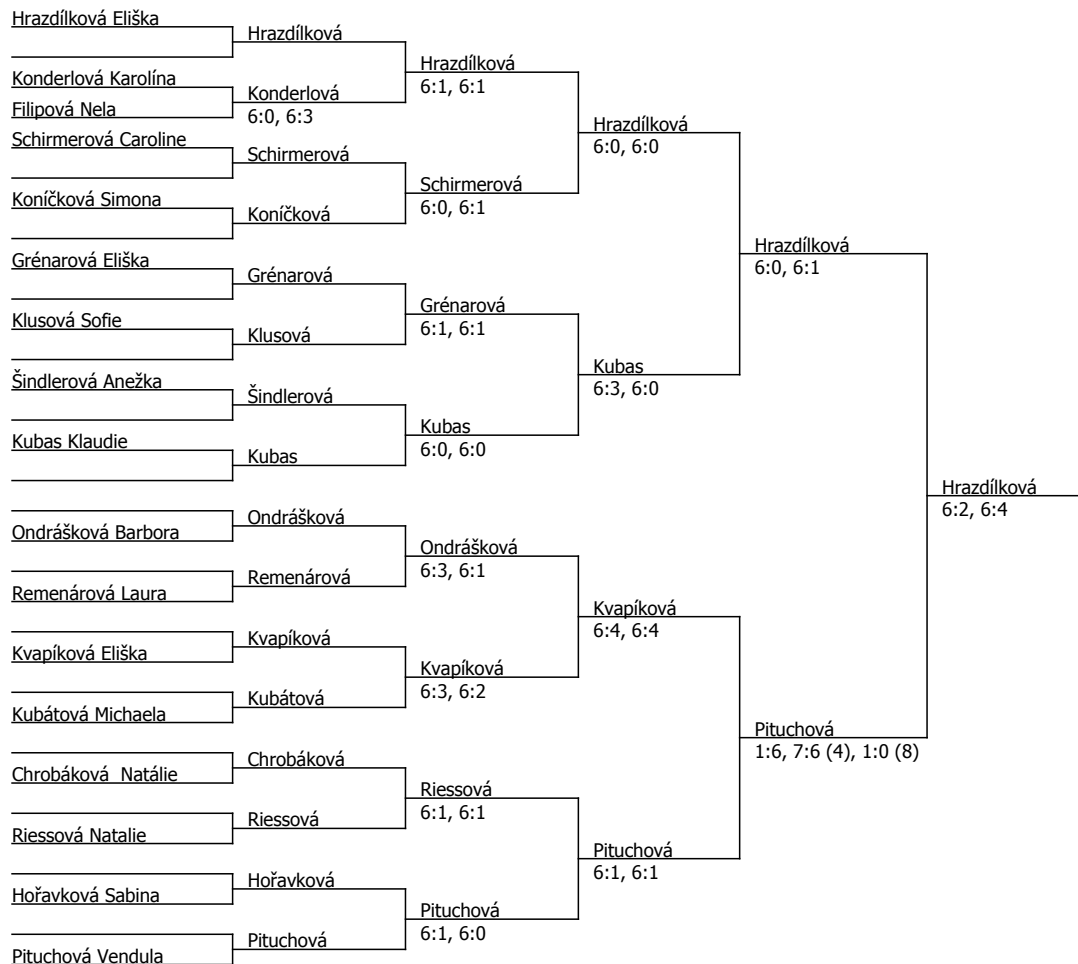 Hrazdílková Eliška
Konderlová Karolína
Filipová Nela
Schirmerová Caroline
Koníčková Simona
Grénarová Eliška
Klusová Sofie
Šindlerová Anežka
Kubas Klaudie
Ondrášková Barbora
Remenárová Laura
Kvapíková Eliška
Kubátová Michaela
Chrobáková  Natálie
Riessová Natalie
Hořavková Sabina
Pituchová Vendula
Hrazdílková
Konderlová
6:0, 6:3
Schirmerová
Koníčková
Grénarová
Klusová
Šindlerová
Kubas
Ondrášková
Remenárová
Kvapíková
Kubátová
Chrobáková
Riessová
Hořavková
Pituchová
Hrazdílková
6:1, 6:1
Schirmerová
6:0, 6:1
Grénarová
6:1, 6:1
Kubas
6:0, 6:0
Ondrášková
6:3, 6:1
Kvapíková
6:3, 6:2
Riessová
6:1, 6:1
Pituchová
6:1, 6:0
Hrazdílková
6:0, 6:0
Kubas
6:3, 6:0
Kvapíková
6:4, 6:4
Pituchová
6:1, 6:1
Hrazdílková
6:0, 6:1
Pituchová
1:6, 7:6 (4), 1:0 (8)
Hrazdílková
6:2, 6:4